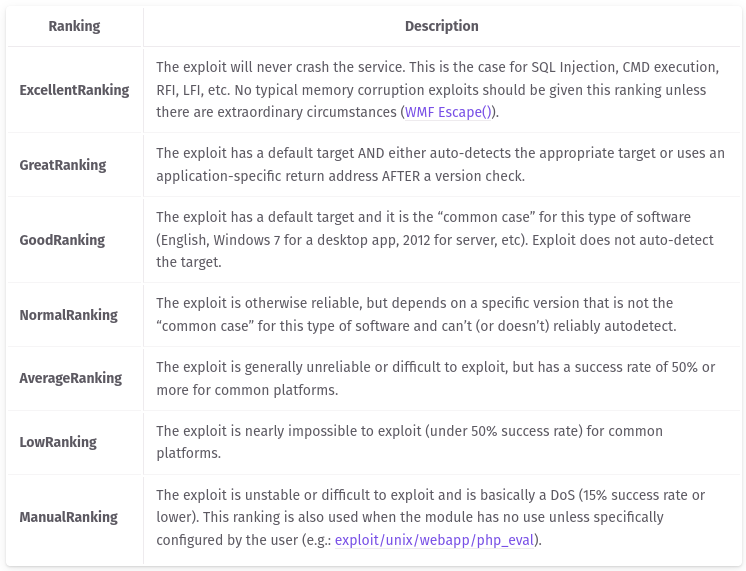 Ranking Description
ExcellentRanking
The exploit will never crash the service. This is the case for SQL Injection, CMD execution,
RFI, LFI, etc. No typical memory corruption exploits should be given this ranking unless
there are extraordinary circumstances (WMF Escape()).
GreatRanking
The exploit has a default target AND either auto-detects the appropriate target or uses an
application-specific return address AFTER a version check.
GoodRanking
The exploit has a default target and it is the “common case” for this type of software
(English, Windows 7 for a desktop app, 2012 for server, etc). Exploit does not auto-detect
the target.
NormalRanking
The exploit is otherwise reliable, but depends on a specific version that is not the
“common case” for this type of software and can’t (or doesn’t) reliably autodetect.
AverageRanking
The exploit is generally unreliable or difficult to exploit, but has a success rate of 50% or
more for common platforms.
LowRanking
The exploit is nearly impossible to exploit (under 50% success rate) for common
platforms.
ManualRanking
The exploit is unstable or difficult to exploit and is basically a DoS (15% success rate or
lower). This ranking is also used when the module has no use unless specifically
configured by the user (e.g.: exploit/unix/webapp/php_eval).